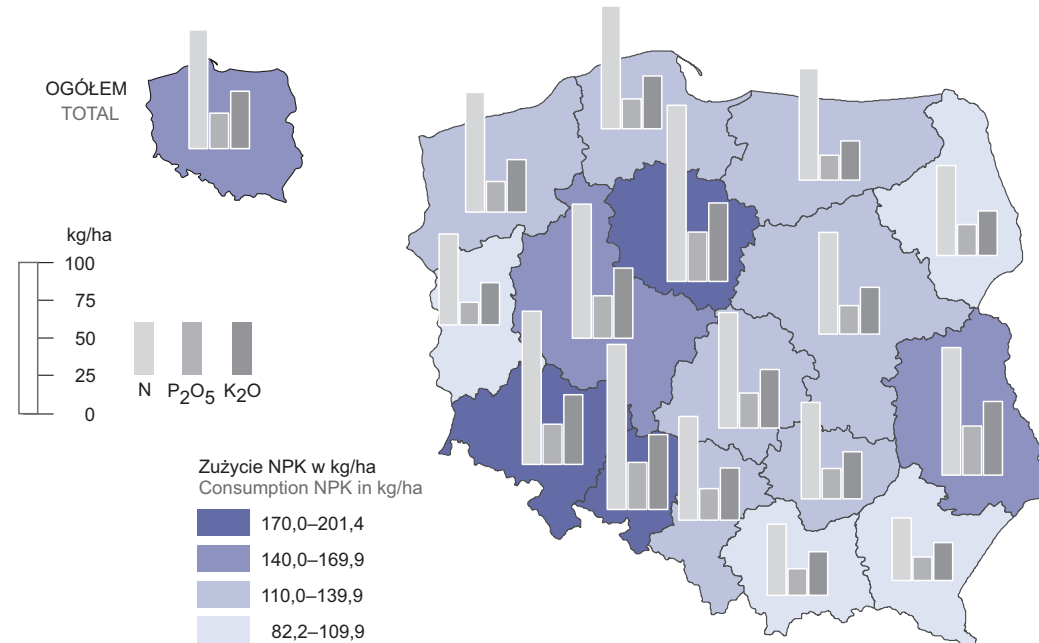 OGÓŁEM
TOTAL
kg/ha
100
75
50
25
0
N P₂O₅ K₂O
Zużycie NPK w kg/ha
Consumption NPK in kg/ha
170,0–201,4
140,0–169,9
110,0–139,9
82,2–109,9